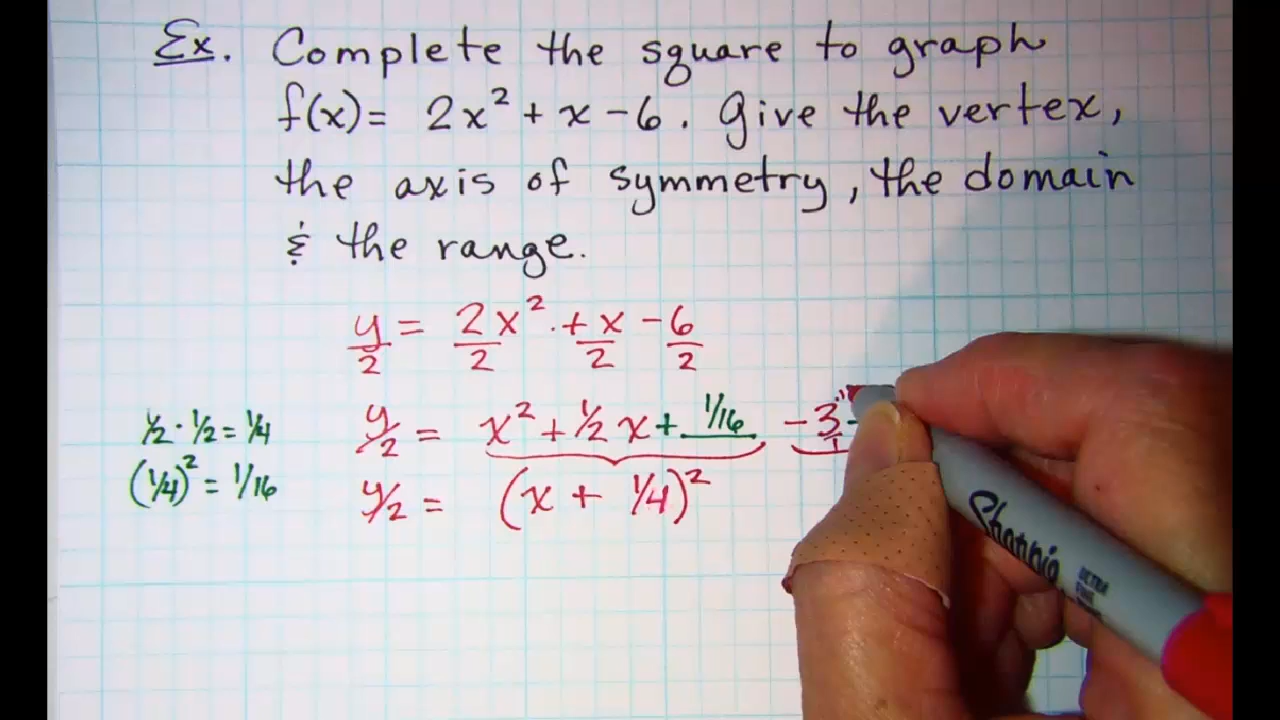 Ex. Complete the square to graph
f(x) = 2x² + x - 6. Give the vertex,
the axis of symmetry, the domain
& the range.
y/2 = 2x²/2 + x/2 - 6/2
y/2 = x² + 1/2 x + 1/16 - 3/1
1/2 · 1/2 = 1/4
y/2 = (x + 1/4)²
(1/4)² = 1/16
Sharpie